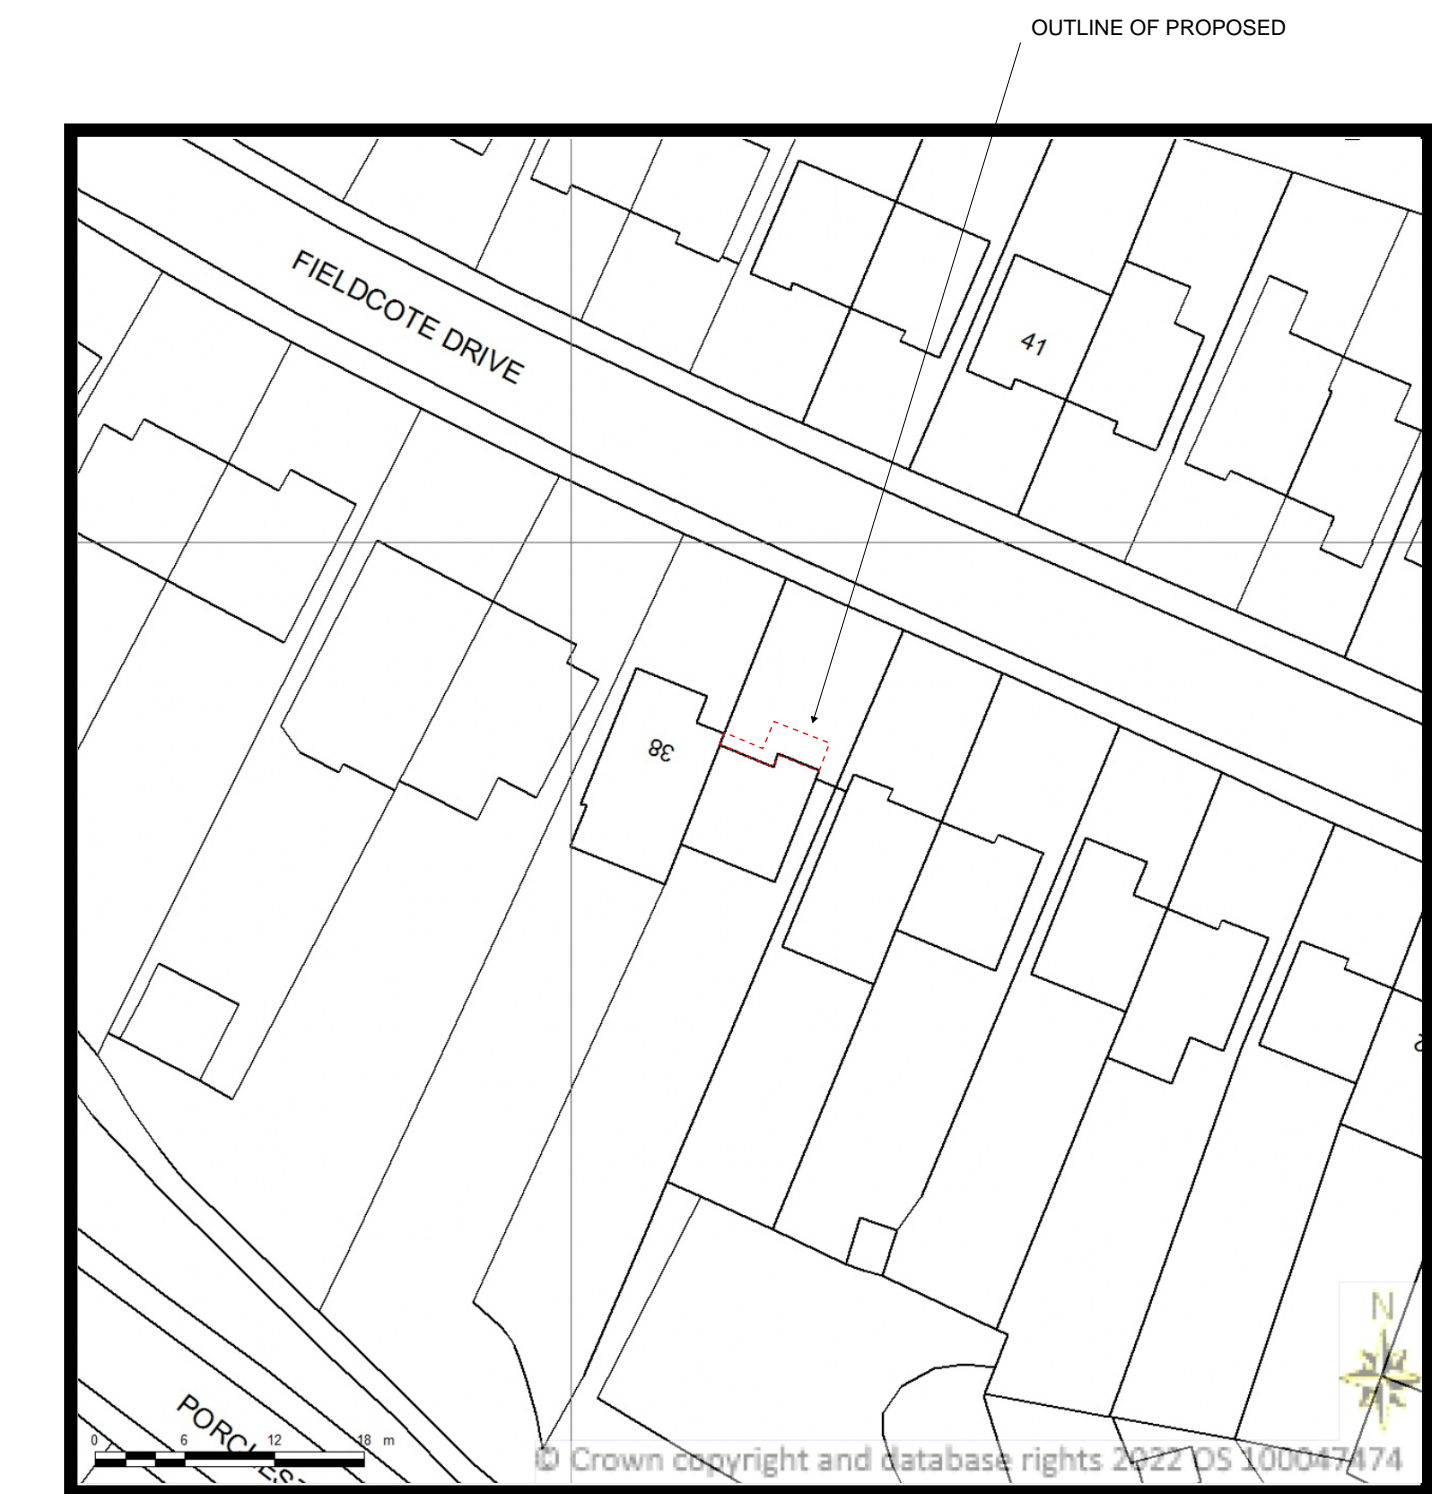 OUTLINE OF PROPOSED
FIELDCOTE DRIVE
41
38
N
0 6 12 18 m
© Crown copyright and database rights 2022 OS 100047474